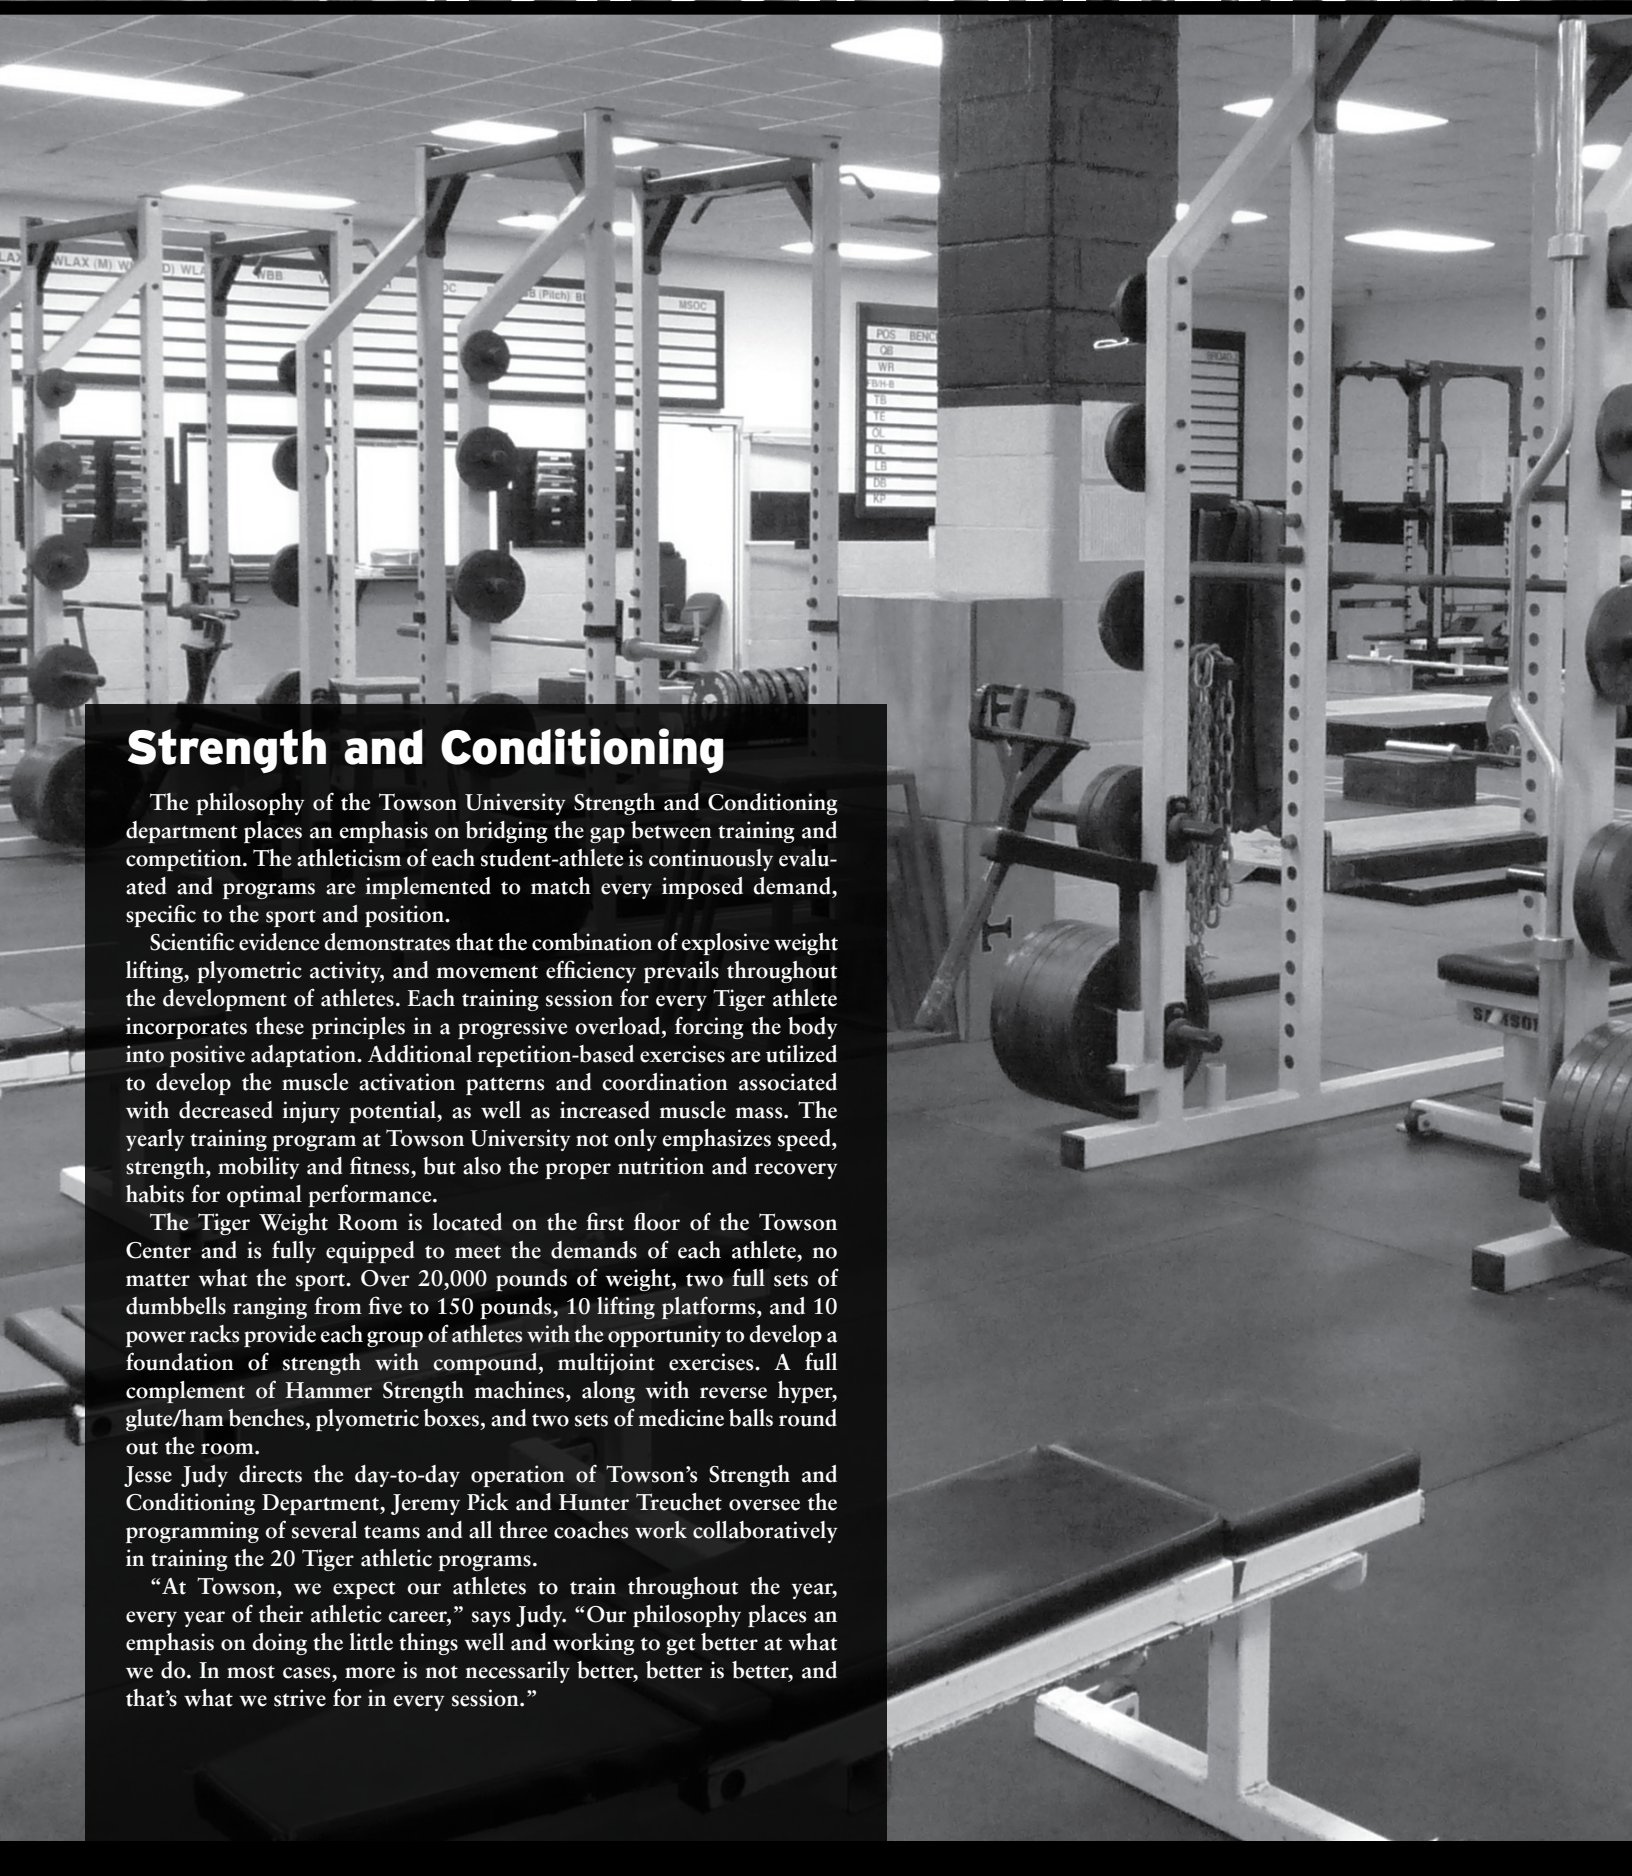 WLAX (M)
WBB
(Pitch)
MSOC
POS
QB
WR
FB/H-B
TB
TE
OL
DL
LB
DB
KP
Strength and Conditioning
The philosophy of the Towson University Strength and Conditioning
department places an emphasis on bridging the gap between training and
competition. The athleticism of each student-athlete is continuously evalu-
ated and programs are implemented to match every imposed demand,
specific to the sport and position.
Scientific evidence demonstrates that the combination of explosive weight
lifting, plyometric activity, and movement efficiency prevails throughout
the development of athletes. Each training session for every Tiger athlete
incorporates these principles in a progressive overload, forcing the body
into positive adaptation. Additional repetition-based exercises are utilized
to develop the muscle activation patterns and coordination associated
with decreased injury potential, as well as increased muscle mass. The
yearly training program at Towson University not only emphasizes speed,
strength, mobility and fitness, but also the proper nutrition and recovery
habits for optimal performance.
The Tiger Weight Room is located on the first floor of the Towson
Center and is fully equipped to meet the demands of each athlete, no
matter what the sport. Over 20,000 pounds of weight, two full sets of
dumbbells ranging from five to 150 pounds, 10 lifting platforms, and 10
power racks provide each group of athletes with the opportunity to develop a
foundation of strength with compound, multijoint exercises. A full
complement of Hammer Strength machines, along with reverse hyper,
glute/ham benches, plyometric boxes, and two sets of medicine balls round
out the room.
Jesse Judy directs the day-to-day operation of Towson’s Strength and
Conditioning Department, Jeremy Pick and Hunter Treuchet oversee the
programming of several teams and all three coaches work collaboratively
in training the 20 Tiger athletic programs.
“At Towson, we expect our athletes to train throughout the year,
every year of their athletic career,” says Judy. “Our philosophy places an
emphasis on doing the little things well and working to get better at what
we do. In most cases, more is not necessarily better, better is better, and
that’s what we strive for in every session.”